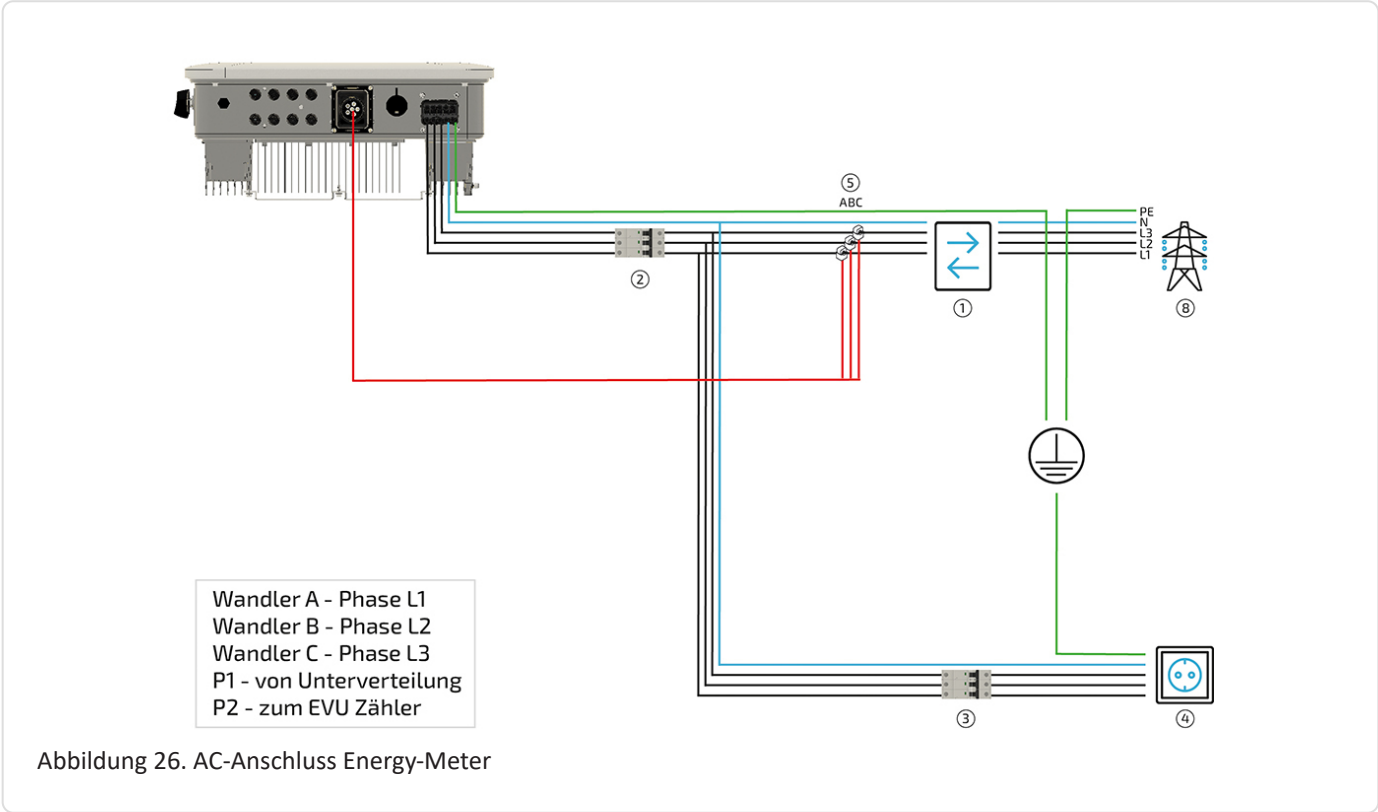 ⑤
ABC
PE
N
L3
L2
L1
②
①
⑧
Wandler A - Phase L1
Wandler B - Phase L2
Wandler C - Phase L3
P1 - von Unterverteilung
P2 - zum EVU Zähler
③
④
Abbildung 26. AC-Anschluss Energy-Meter